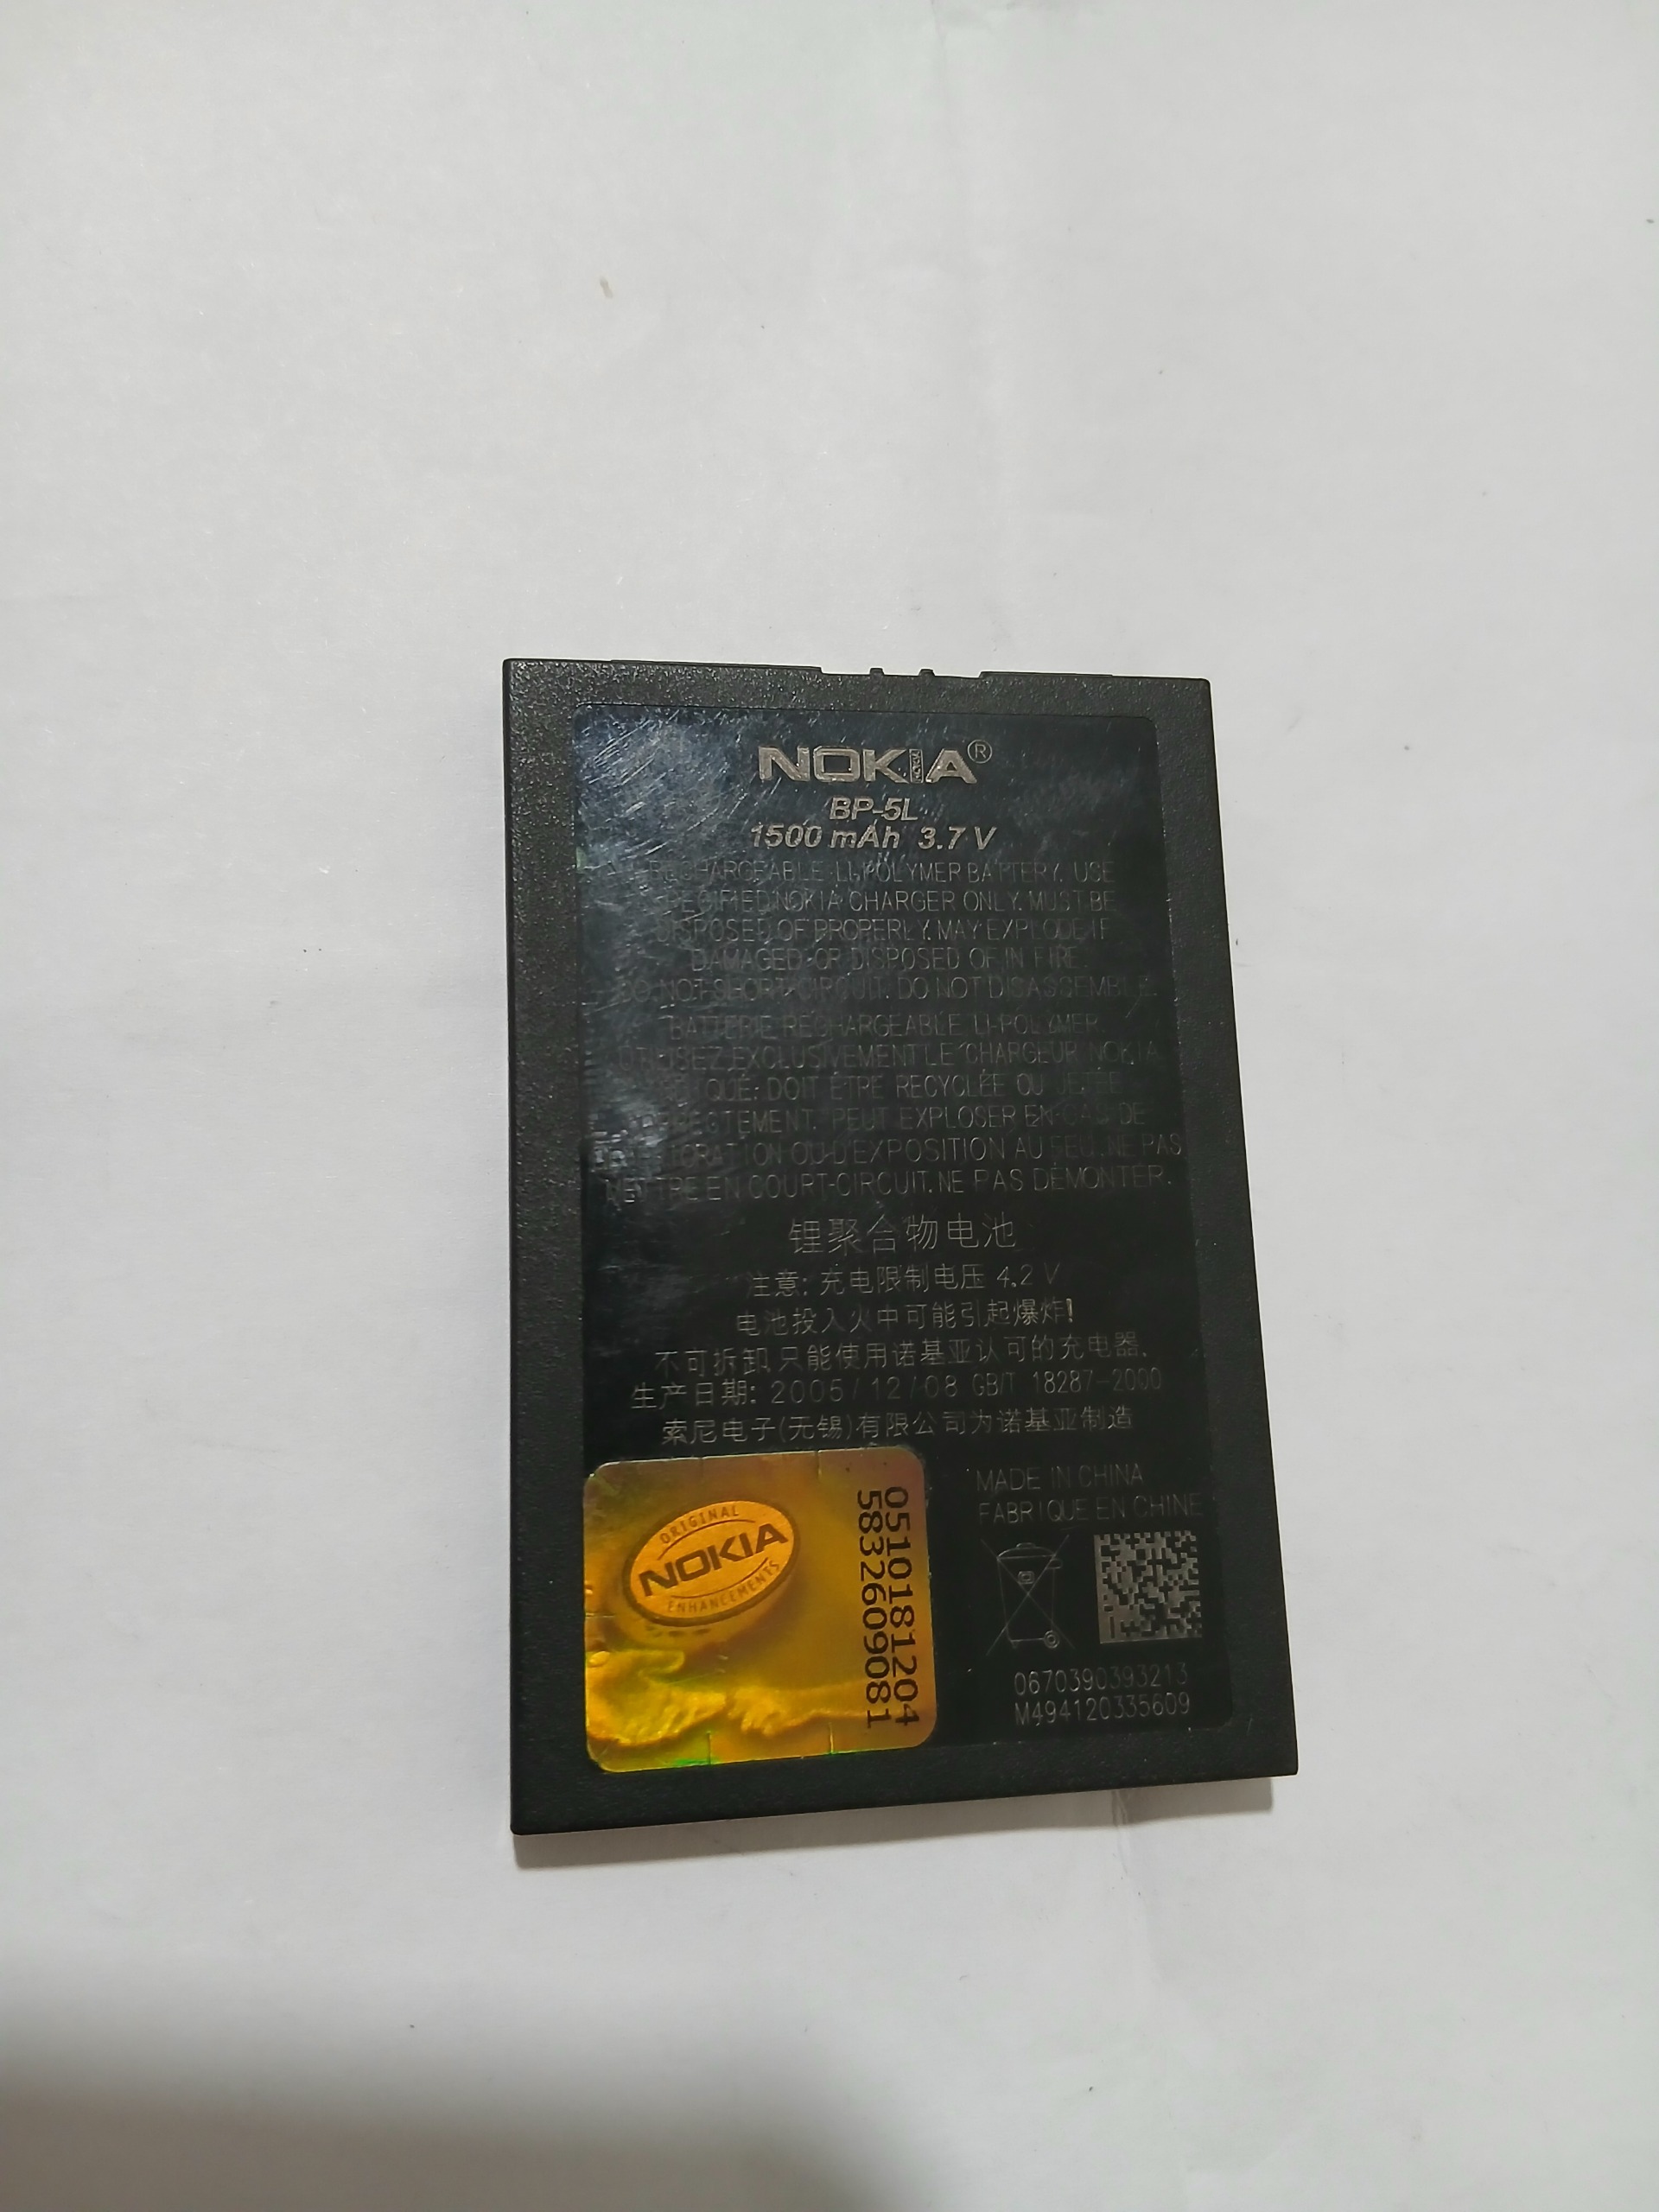 NOKIA®
BP-5L
1500 mAh 3.7 V
RECHARGEABLE LI-POLYMER BATTERY. USE
SPECIFIED NOKIA CHARGER ONLY. MUST BE
DISPOSED OF PROPERLY. MAY EXPLODE IF
DAMAGED OR DISPOSED OF IN FIRE.
DO NOT SHORT-CIRCUIT. DO NOT DISASSEMBLE.
BATTERIE RECHARGEABLE LI-POLYMER.
UTILISEZ EXCLUSIVEMENT LE CHARGEUR NOKIA
DOIT ÊTRE RECYCLÉE OU JETÉE
PEUT EXPLOSER EN CAS DE
OU D'EXPOSITION AU FEU. NE PAS
METTRE EN COURT-CIRCUIT. NE PAS DÉMONTER.
锂聚合物电池
注意: 充电限制电压 4.2 V
电池投入火中可能引起爆炸!
不可拆卸,只能使用诺基亚认可的充电器.
生产日期: 2005/12/08 GB/T 18287-2000
索尼电子(无锡)有限公司为诺基亚制造
MADE IN CHINA
FABRIQUE EN CHINE
ORIGINAL
NOKIA
ENHANCEMENTS
0510181204
5832609081
0670390393213
M494120335609